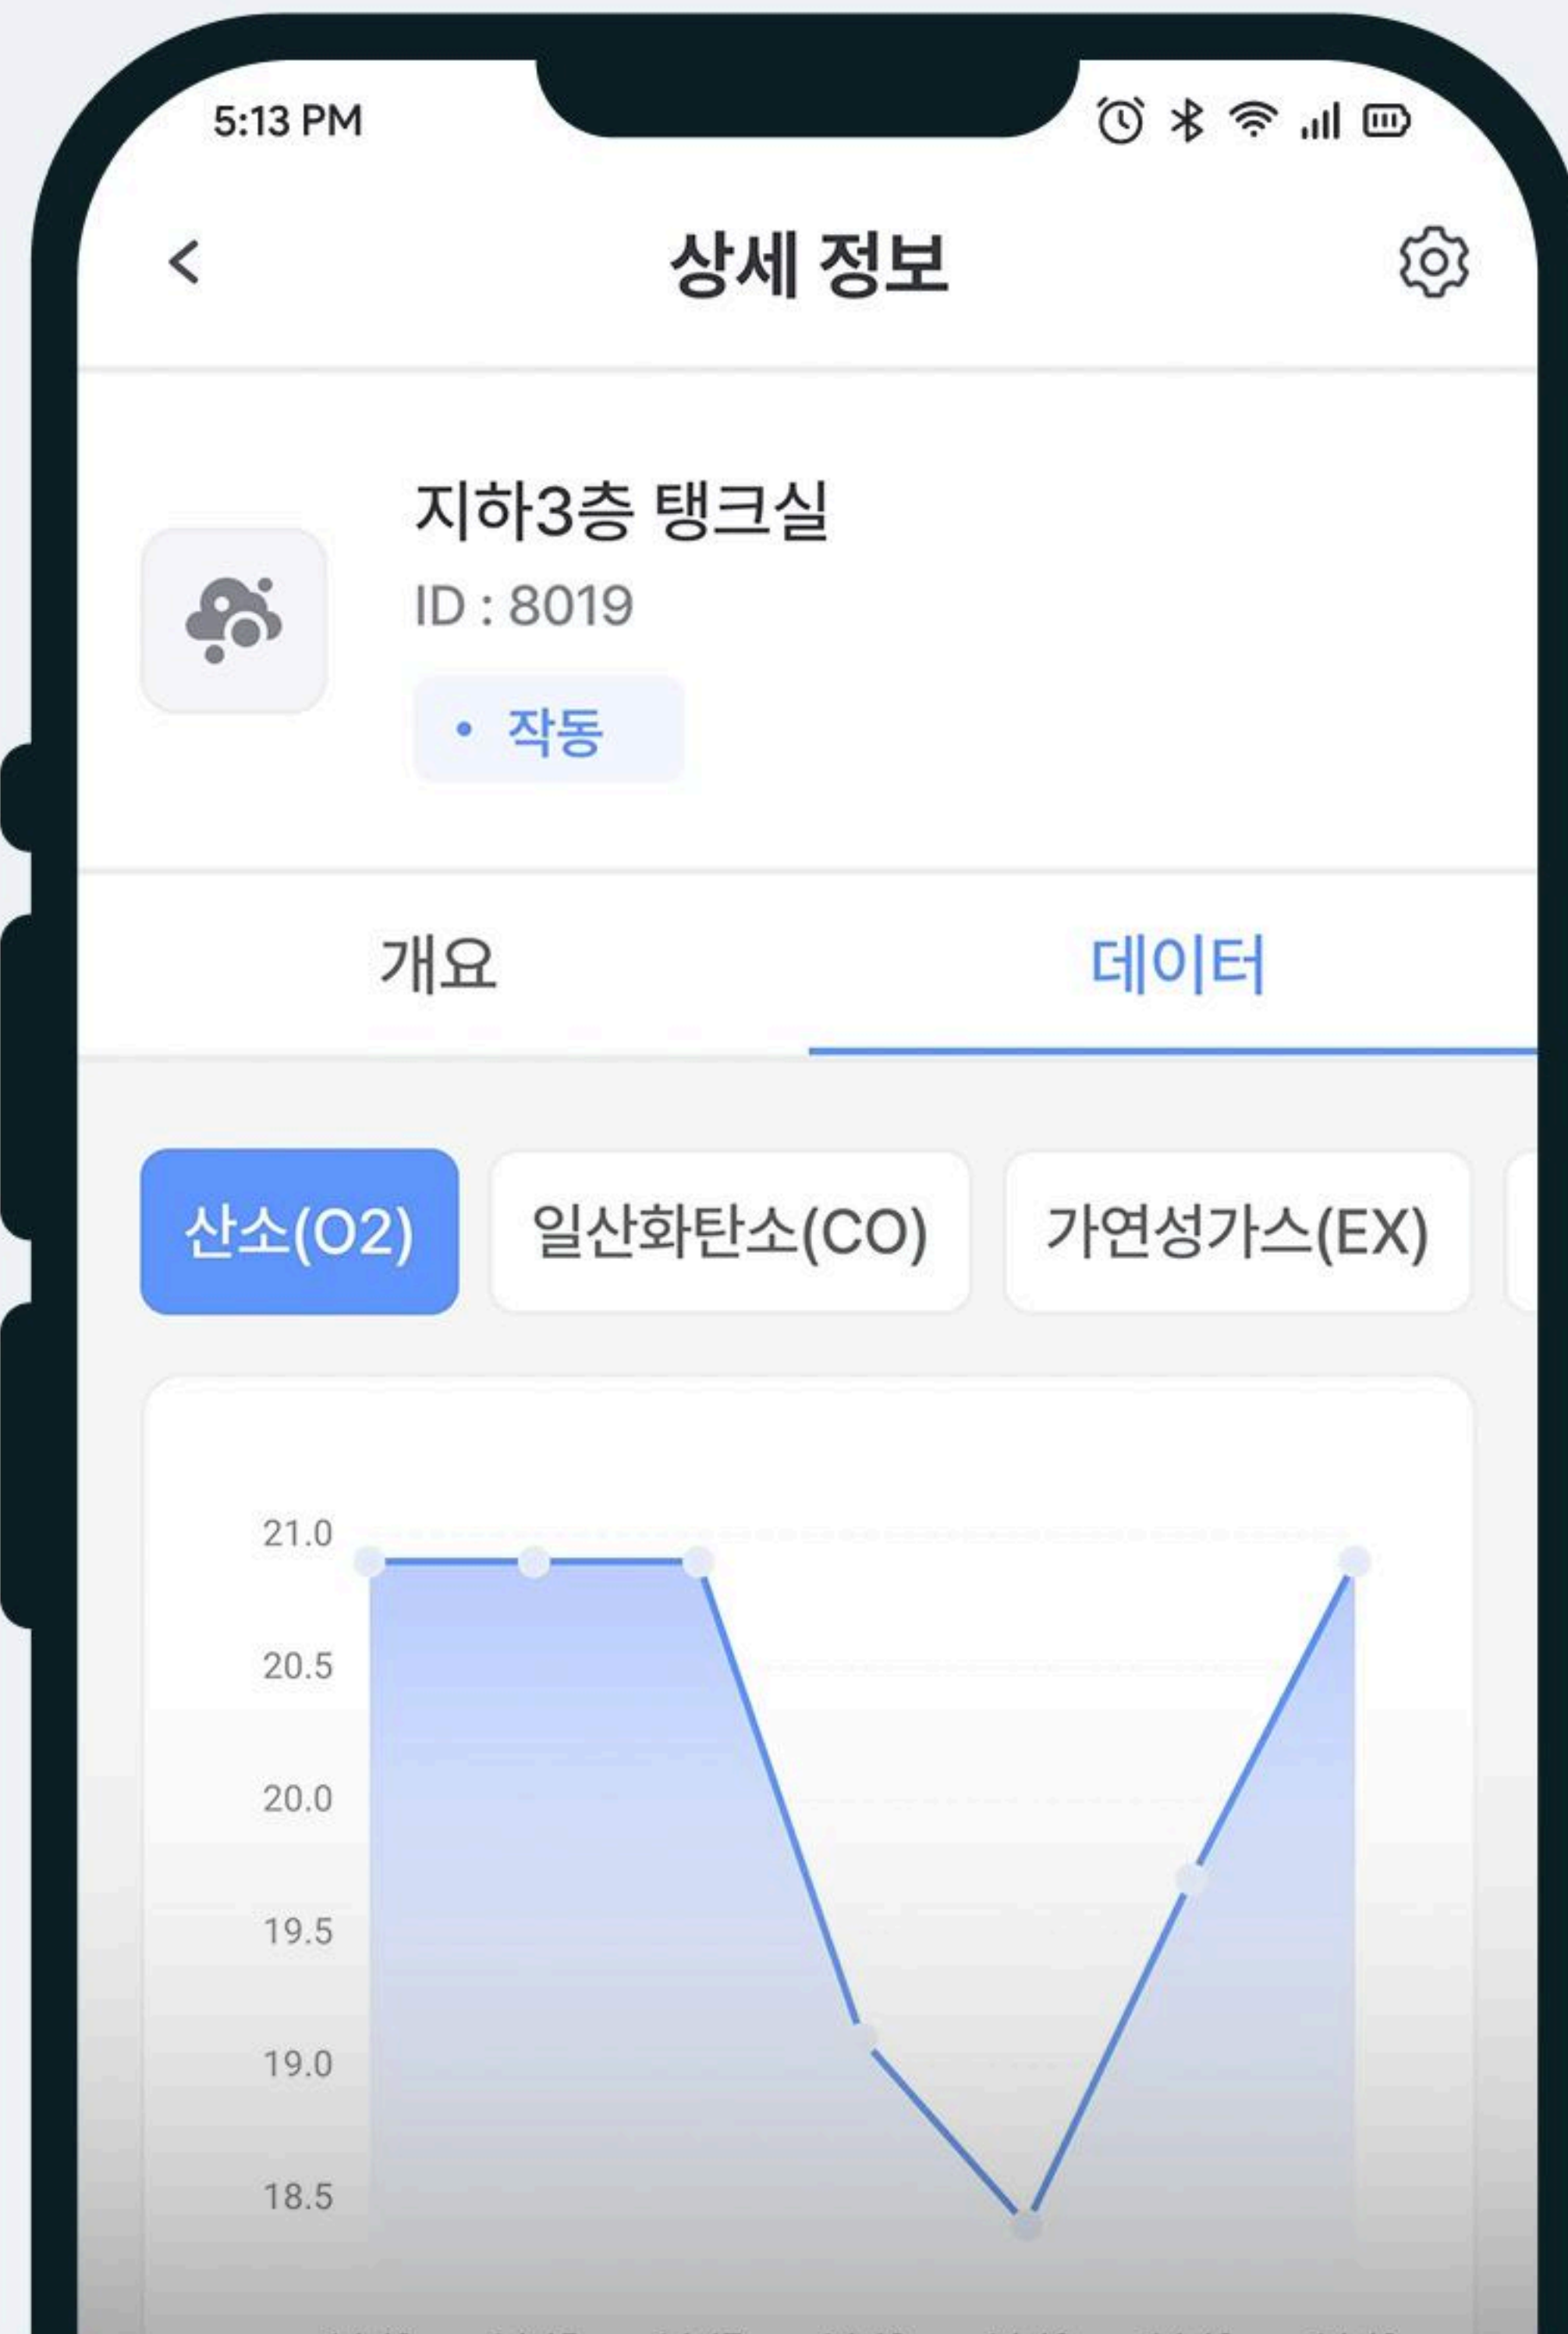 5:13 PM
상세 정보
지하3층 탱크실
ID : 8019
• 작동
개요 데이터
산소(O2) 일산화탄소(CO) 가연성가스(EX)
21.0
20.5
20.0
19.5
19.0
18.5